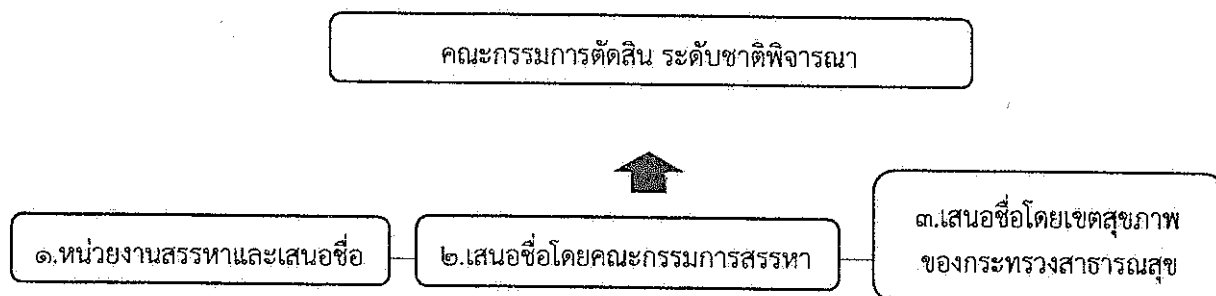 คณะกรรมการตัดสิน ระดับชาติพิจารณา
๑.หน่วยงานสรรหาและเสนอชื่อ
๒.เสนอชื่อโดยคณะกรรมการสรรหา
๓.เสนอชื่อโดยเขตสุขภาพ
ของกระทรวงสาธารณสุข